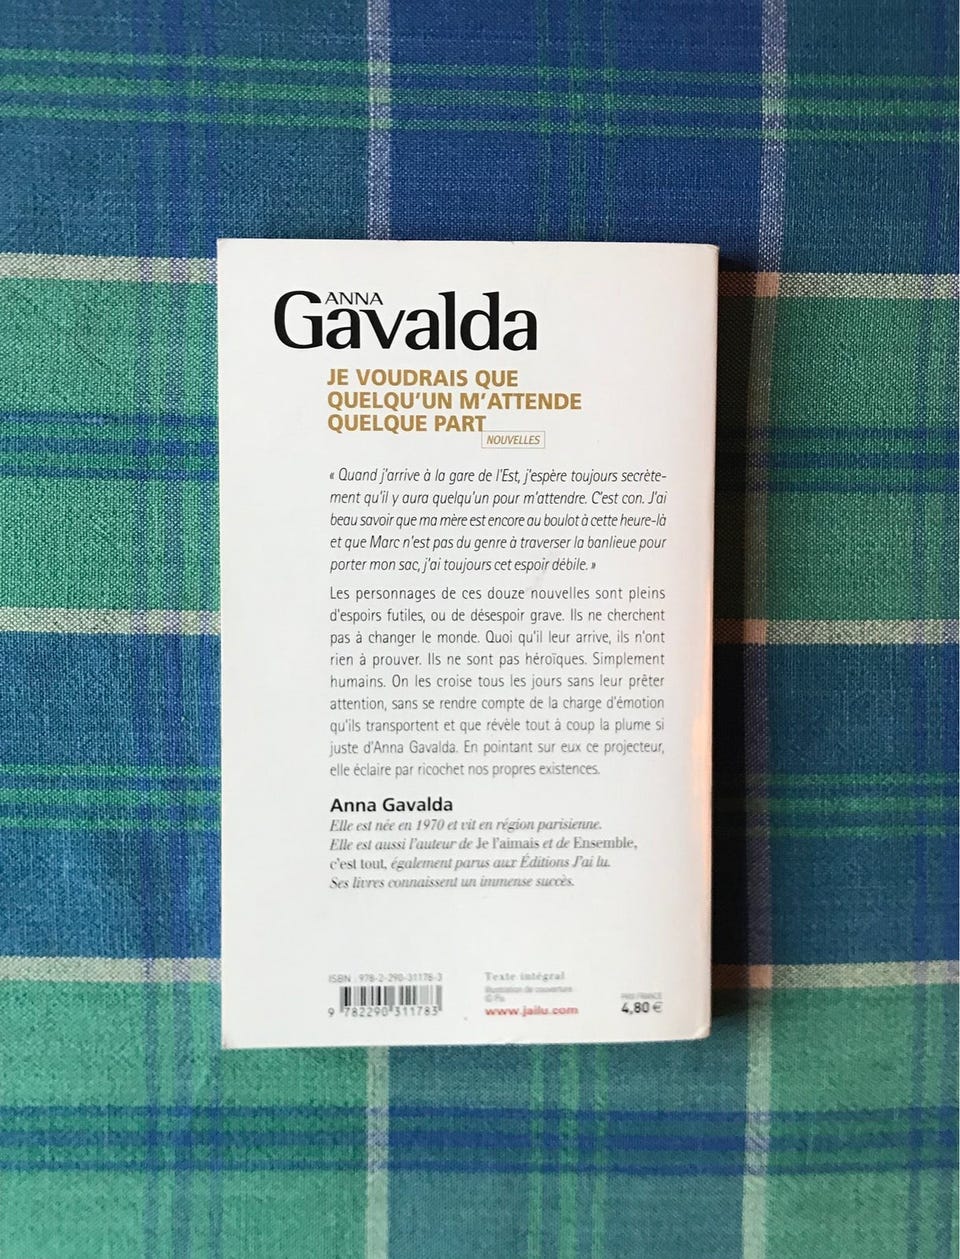 ANNA
Gavalda
JE VOUDRAIS QUE
QUELQU'UN M'ATTENDE
QUELQUE PART
NOUVELLES
« Quand j'arrive à la gare de l'Est, j'espère toujours secrète-
ment qu'il y aura quelqu'un pour m'attendre. C'est con. J'ai
beau savoir que ma mère est encore au boulot à cette heure-là
et que Marc n'est pas du genre à traverser la banlieue pour
porter mon sac, j'ai toujours cet espoir débile. »
Les personnages de ces douze nouvelles sont pleins
d'espoirs futiles, ou de désespoir grave. Ils ne cherchent
pas à changer le monde. Quoi qu'il leur arrive, ils n'ont
rien à prouver. Ils ne sont pas héroïques. Simplement
humains. On les croise tous les jours sans leur prêter
attention, sans se rendre compte de la charge d'émotion
qu'ils transportent et que révèle tout à coup la plume si
juste d'Anna Gavalda. En pointant sur eux ce projecteur,
elle éclaire par ricochet nos propres existences.
Anna Gavalda
Elle est née en 1970 et vit en région parisienne.
Elle est aussi l'auteur de Je l'aimais et de Ensemble,
c'est tout, également parus aux Éditions J'ai lu.
Ses livres connaissent un immense succès.
ISBN : 978-2-290-31178-3
9 782290 311783
Texte intégral
Illustration de couverture
© Pix
www.jailu.com
PRIX FRANCE
4,80 €